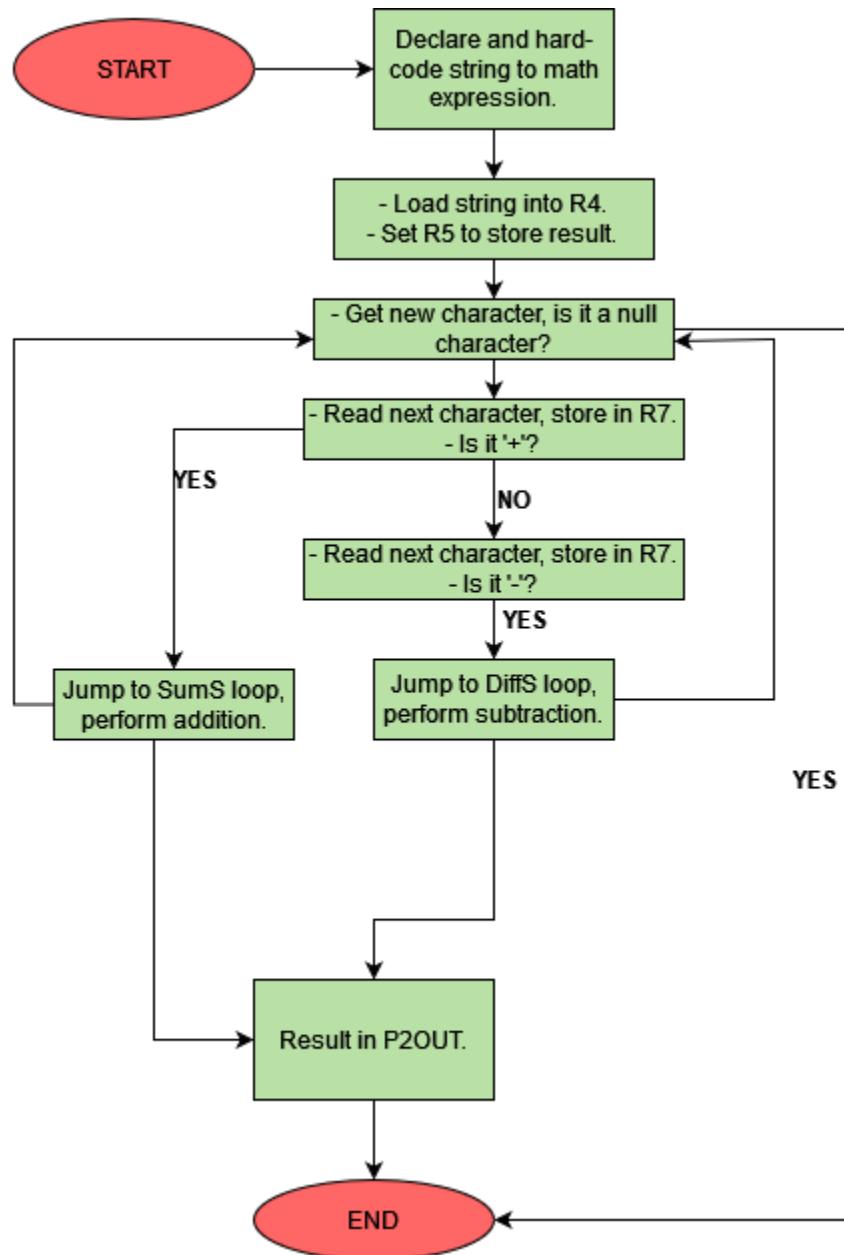 START
Declare and hard-
code string to math
expression.
- Load string into R4.
- Set R5 to store result.
- Get new character, is it a null
character?
- Read next character, store in R7.
- Is it '+'?
YES
NO
- Read next character, store in R7.
- Is it '-'?
YES
Jump to SumS loop,
perform addition.
Jump to DiffS loop,
perform subtraction.
YES
Result in P2OUT.
END